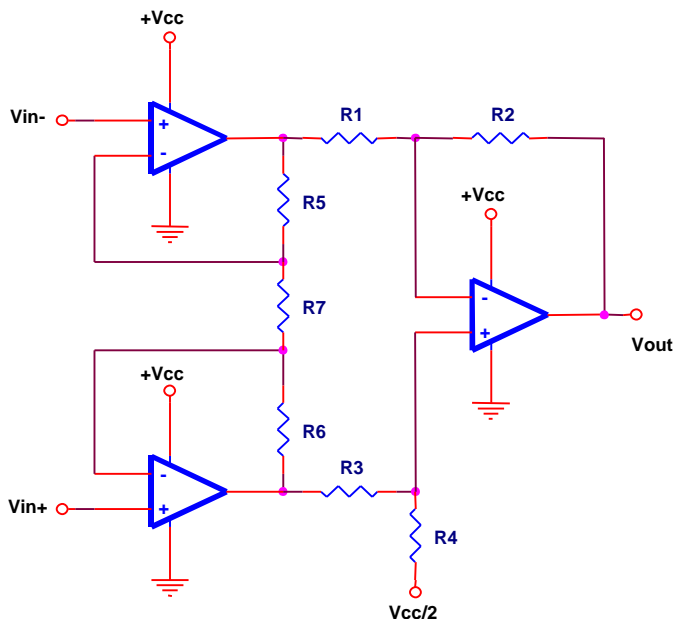 +Vcc
Vin-
+
-
R1
R2
R5
+Vcc
R7
-
+
Vout
+Vcc
R6
R3
-
+
Vin+
R4
Vcc/2